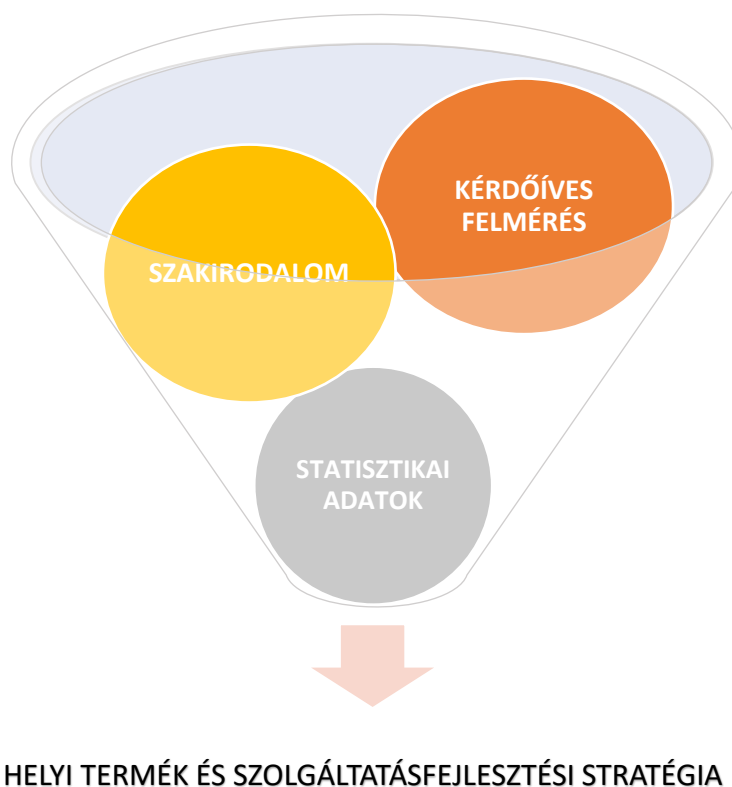 KÉRDŐÍVES
FELMÉRÉS
SZAKIRODALOM
STATISZTIKAI
ADATOK
HELYI TERMÉK ÉS SZOLGÁLTATÁSFEJLESZTÉSI STRATÉGIA